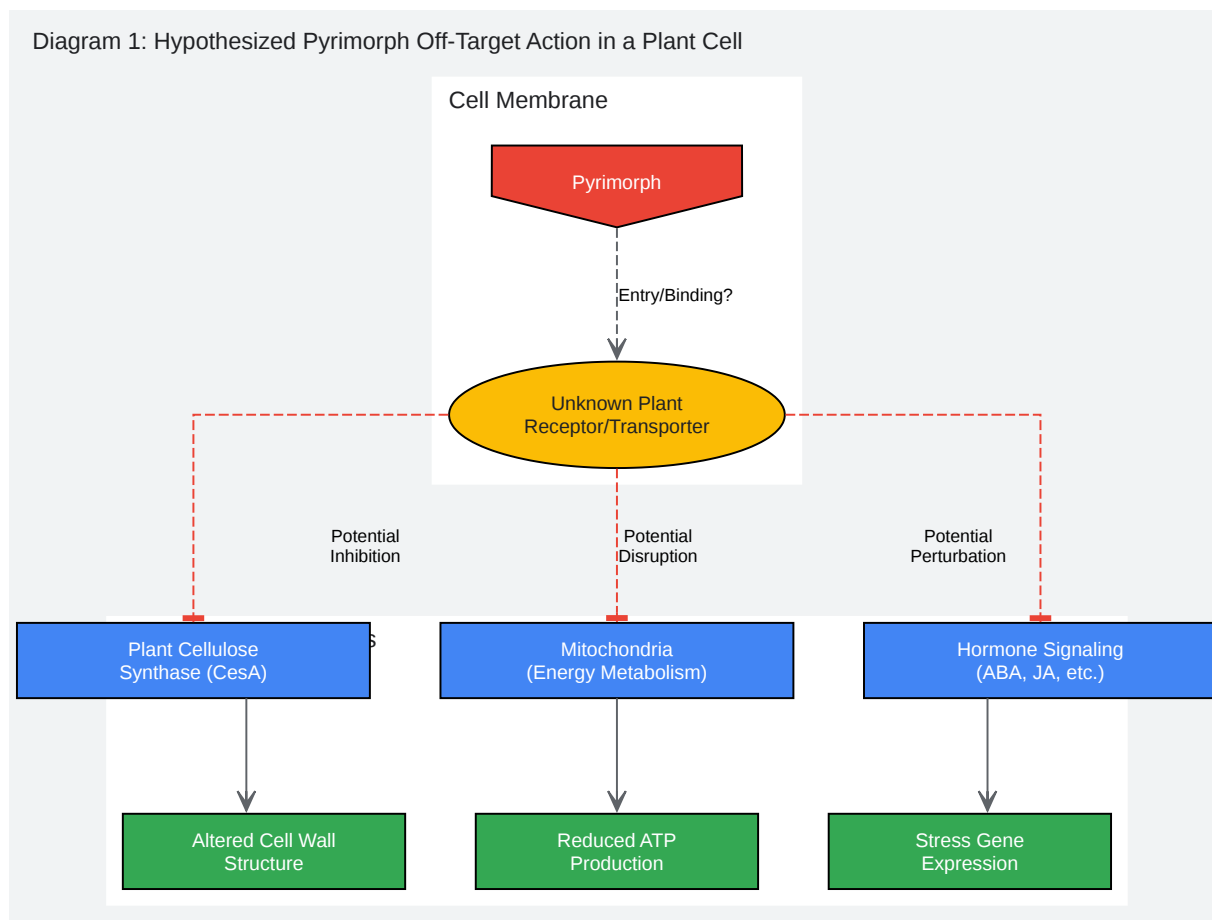 Diagram 1: Hypothesized Pyrimorph Off-Target Action in a Plant Cell
Cell Membrane
Pyrimorph
Entry/Binding?
Unknown Plant
Receptor/Transporter
Potential
Inhibition
Potential
Disruption
Potential
Perturbation
Plant Cellulose
Synthase (CesA)
Mitochondria
(Energy Metabolism)
Hormone Signaling
(ABA, JA, etc.)
Altered Cell Wall
Structure
Reduced ATP
Production
Stress Gene
Expression